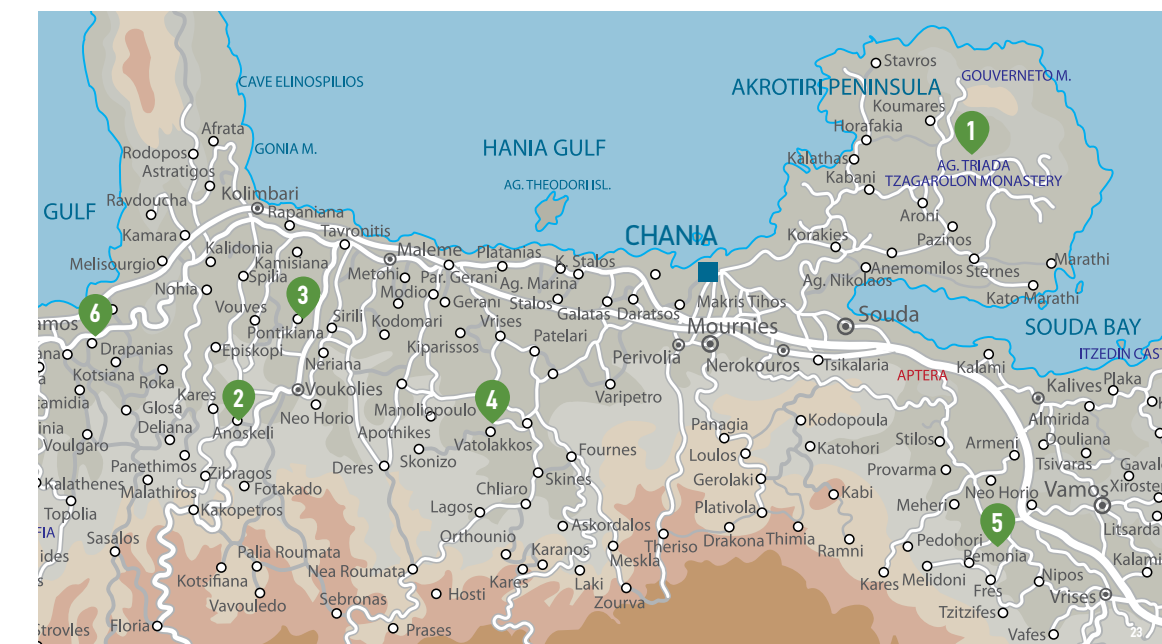 Stavros
CAVE ELINOSPILIOS
GOUVERNETO M.
AKROTIRI PENINSULA
Koumares
Afrata
Horafakia
1
Rodopos
GONIA M.
HANIA GULF
Kalathas
AG. TRIADA
Astratigos
Kabani
TZAGAROLON MONASTERY
AG. THEODORI ISL.
Kolimbari
Ravdoucha
GULF
Rapaniana
Aroni
Kamara
Tavronitis
CHANIA
Korakies
Pazinos
Kalidonia
Maleme
Platanias
Melisourgio
Kamisiana
K. Stalos
Marathi
Spilia
Metohi
Par. Gerani
Ag. Marina
Anemomilos
Sternes
Ag. Nikolaos
Nohia
Modio
Gerani
Stalos
Makris Tihos
Kato Marathi
3
Vouves
Sirili
Galatas
Daratsos
6
Souda
amos
Pontikiana
Kodomari
Vrises
Mournies
SOUDA BAY
Patelari
Drapanias
Episkopi
Kiparissos
Perivolia
ana
Neriana
Nerokouros
ITZEDIN CAST
Kotsiana
Tsikalaria
Kalami
Roka
APTERA
Kalives
Plaka
2
Voukolies
4
Varipetro
tamidia
Kares
Glosa
Neo Horio
Manoliopoulo
Almirida
inia
Deliana
Anoskeli
Apothikes
Panagia
Kodopoula
Voulgaro
Vatolakkos
Stilos
Armeni
Douliana
Fournes
Katohori
Loulos
Panethimos
Deres
Skonizo
Tsivaras
Gaval
Zibragos
Provarma
Kalathenes
Fotakado
Chliaro
Skines
Gerolaki
Malathiros
Kabi
Neo Horio
Vamos
Xiroster
Topolia
Kakopetros
Lagos
Plativola
Meheri
FIA
Askordalos
5
Litsarda
Sasalos
Orthounio
Theriso
Drakona
Thimia
Pedohori
ides
Palia Roumata
Karanos
Meskla
Ramni
Remonia
Kalami
Kotsifiana
Nea Roumata
Kares
Laki
Kares
Melidoni
Fres
Nipos
Vavouledo
Hosti
Zourva
Vrises
Sebronas
Tzitzifes
Strovles
Floria
Prases
Vafes
23